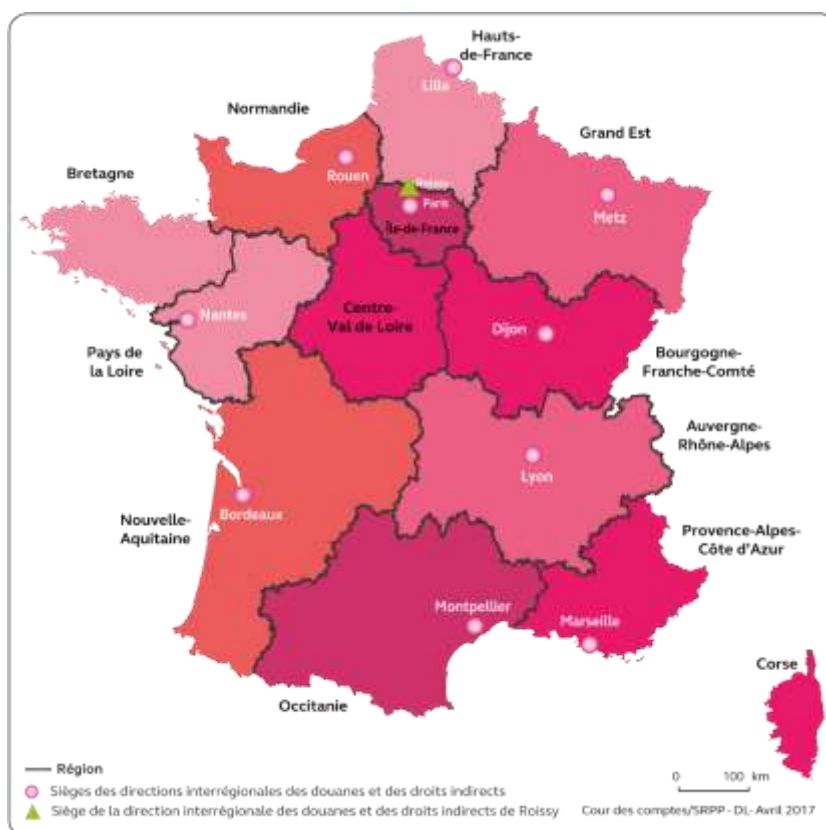 Hauts-
de-France
Lille
Normandie
Grand Est
Rouen
Bretagne
Roissy
Paris
Metz
Île-de-France
Nantes
Centre-
Val de Loire
Dijon
Pays de
la Loire
Bourgogne-
Franche-Comté
Auvergne-
Rhône-Alpes
Lyon
Bordeaux
Nouvelle-
Aquitaine
Provence-Alpes-
Côte d'Azur
Montpellier
Marseille
Corse
Occitanie
Région
0 100 km
Sièges des directions interrégionales des douanes et des droits indirects
Siège de la direction interrégionale des douanes et des droits indirects de Roissy
Cour des comptes/SRPP - DL- Avril 2017